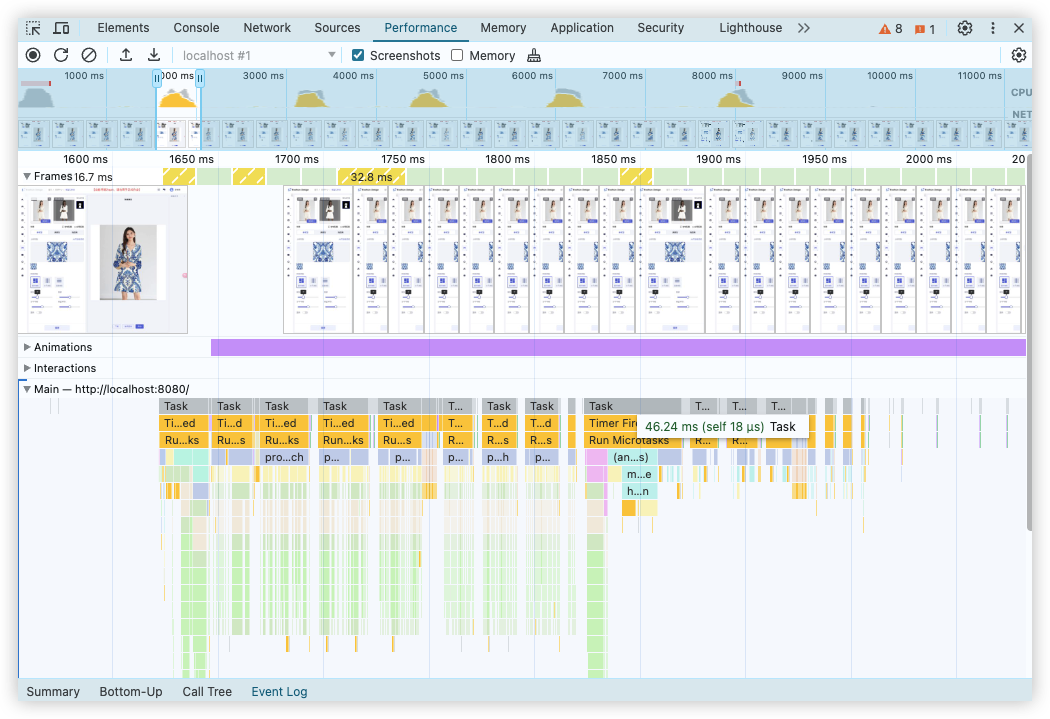 Elements Console Network Sources Performance Memory Application Security Lighthouse 8 1
localhost #1 Screenshots Memory
1000 ms 000 ms 3000 ms 4000 ms 5000 ms 6000 ms 7000 ms 8000 ms 9000 ms 10000 ms 11000 ms
CPU
NET
1600 ms 1650 ms 1700 ms 1750 ms 1800 ms 1850 ms 1900 ms 1950 ms 2000 ms 20
Frames 16.7 ms 32.8 ms
Animations
Interactions
Main — http://localhost:8080/
Task Task Task Task Task T... Task Task Task T... T... T...
Ti...ed T...d Ti...ed Ti...ed Ti...ed T... T...d T...d Timer Fire
46.24 ms (self 18 µs) Task
Ru...ks Ru...s Ru...ks Run...ks Ru...s R... R...s R...s Run Microtasks R... R...
pro...ch p... p... p... p...h p... (an...s)
m...e
h...n
Summary Bottom-Up Call Tree Event Log